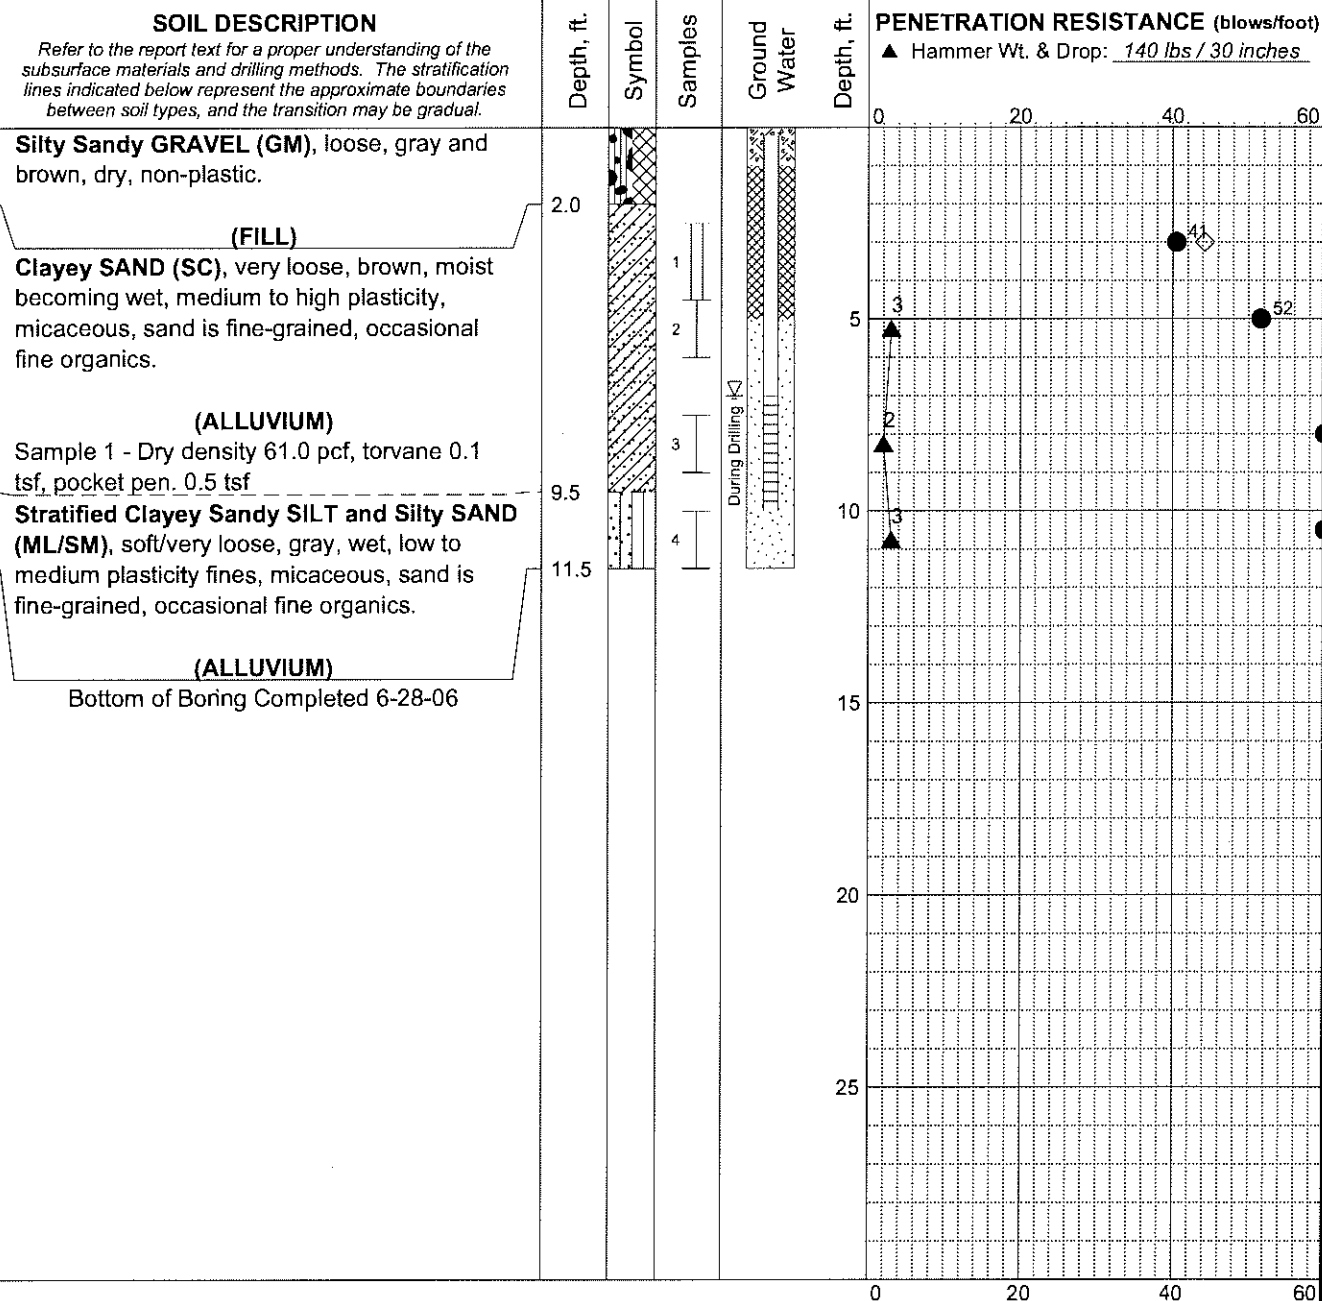 SOIL DESCRIPTION
Refer to the report text for a proper understanding of the
subsurface materials and drilling methods. The stratification
lines indicated below represent the approximate boundaries
between soil types, and the transition may be gradual.
Depth, ft.
Symbol
Samples
Ground
Water
Depth, ft.
PENETRATION RESISTANCE (blows/foot)
▲ Hammer Wt. & Drop: 140 lbs / 30 inches
0 20 40 60
Silty Sandy GRAVEL (GM), loose, gray and
brown, dry, non-plastic.
(FILL)
2.0
Clayey SAND (SC), very loose, brown, moist
becoming wet, medium to high plasticity,
micaceous, sand is fine-grained, occasional
fine organics.
(ALLUVIUM)
Sample 1 - Dry density 61.0 pcf, torvane 0.1
tsf, pocket pen. 0.5 tsf
9.5
Stratified Clayey Sandy SILT and Silty SAND
(ML/SM), soft/very loose, gray, wet, low to
medium plasticity fines, micaceous, sand is
fine-grained, occasional fine organics.
(ALLUVIUM)
11.5
Bottom of Boring Completed 6-28-06
1
2
3
4
During Drilling
5
10
15
20
25
41
3
52
2
3
0 20 40 60